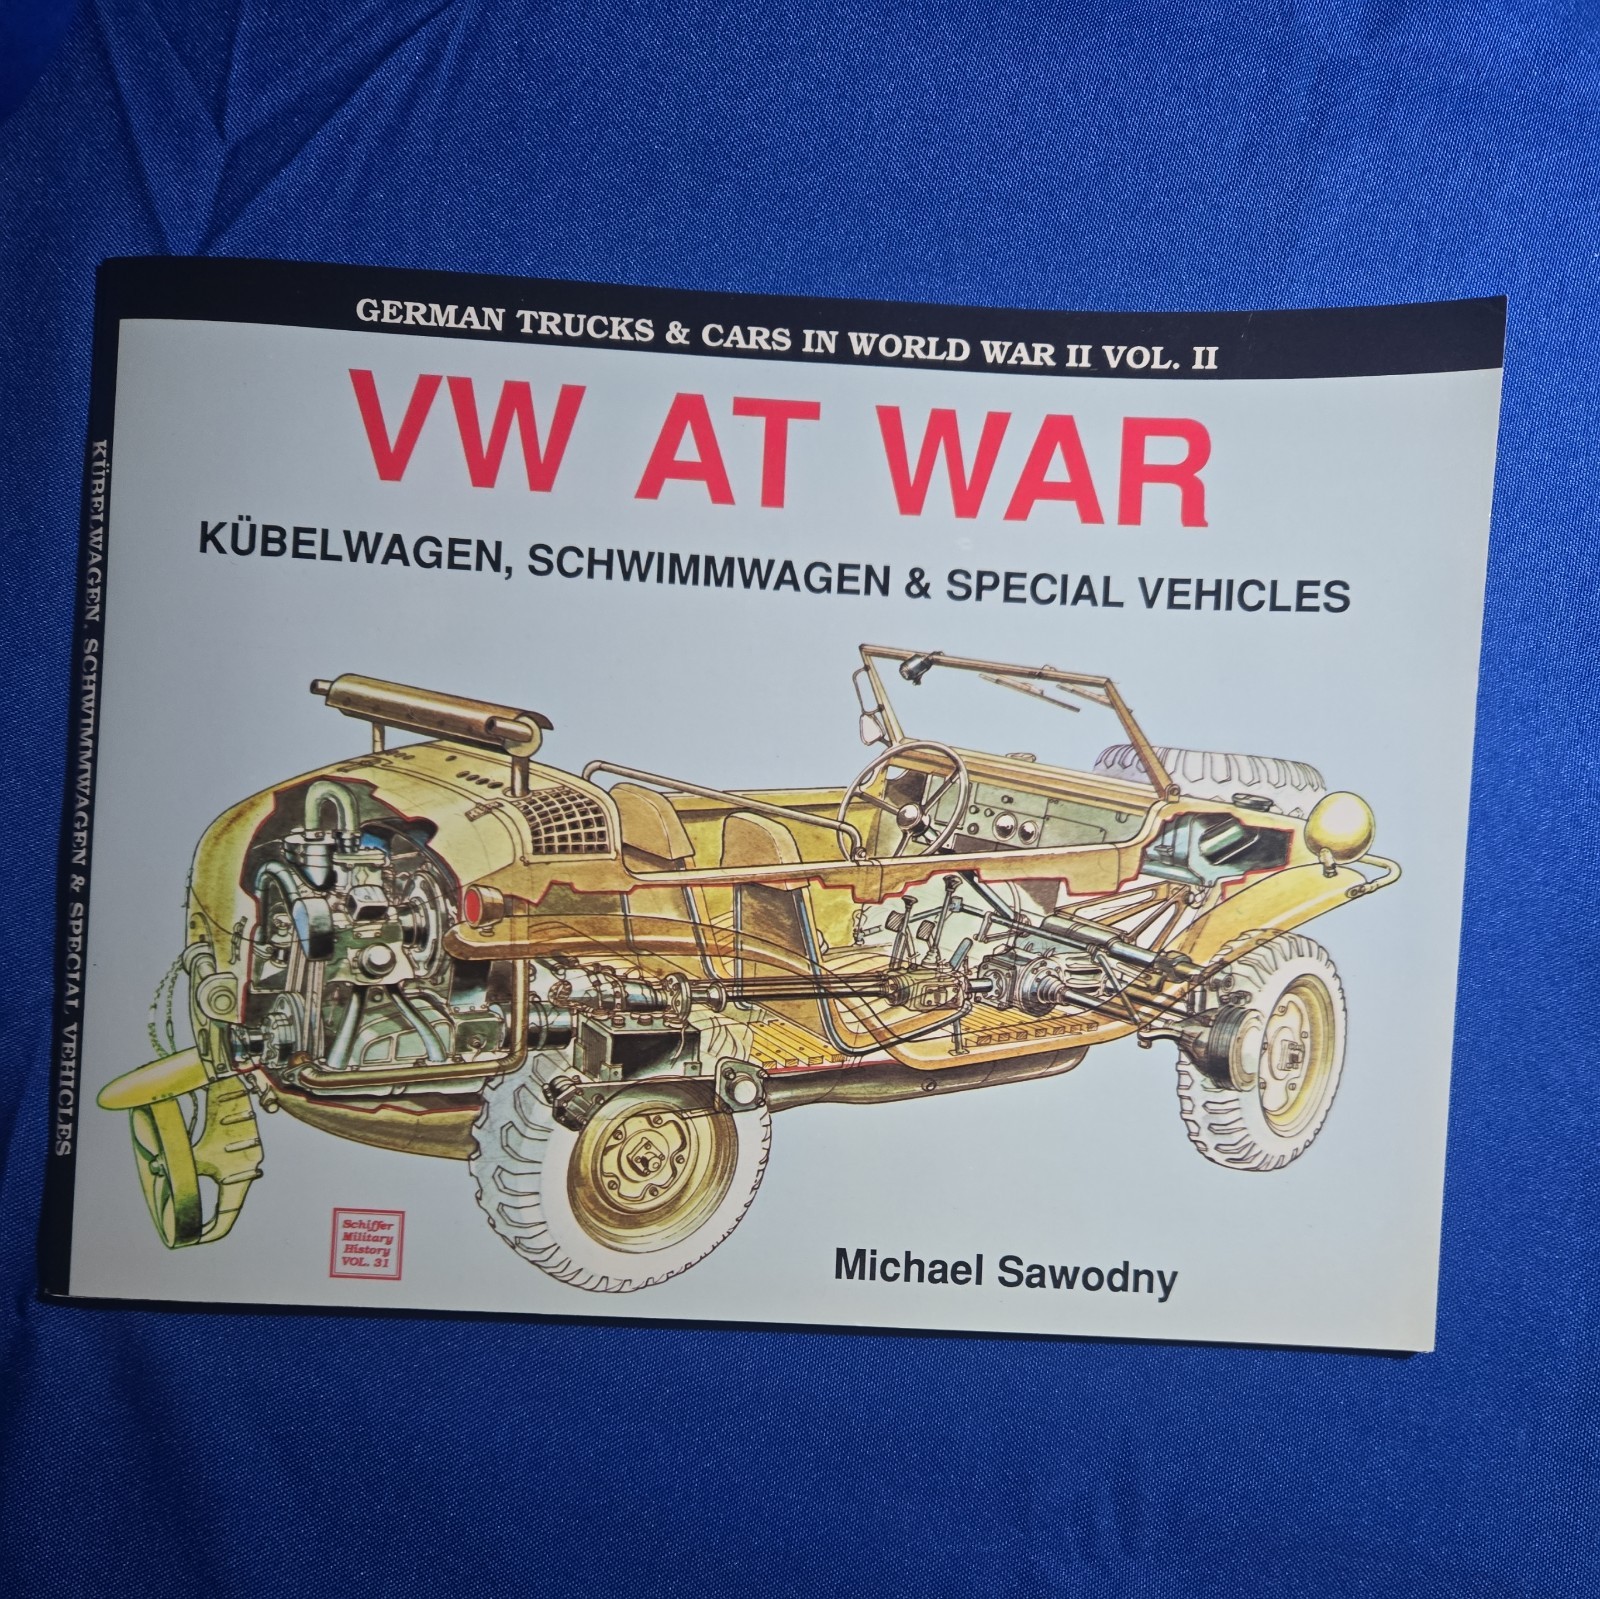 GERMAN TRUCKS & CARS IN WORLD WAR II VOL. II
VW AT WAR
KÜBELWAGEN, SCHWIMMWAGEN & SPECIAL VEHICLES
KÜBELWAGEN, SCHWIMMWAGEN & SPECIAL VEHICLES
Schiffer
Military
History
VOL. 31
Michael Sawodny